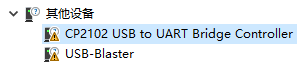 其他设备
CP2102 USB to UART Bridge Controller
USB-Blaster